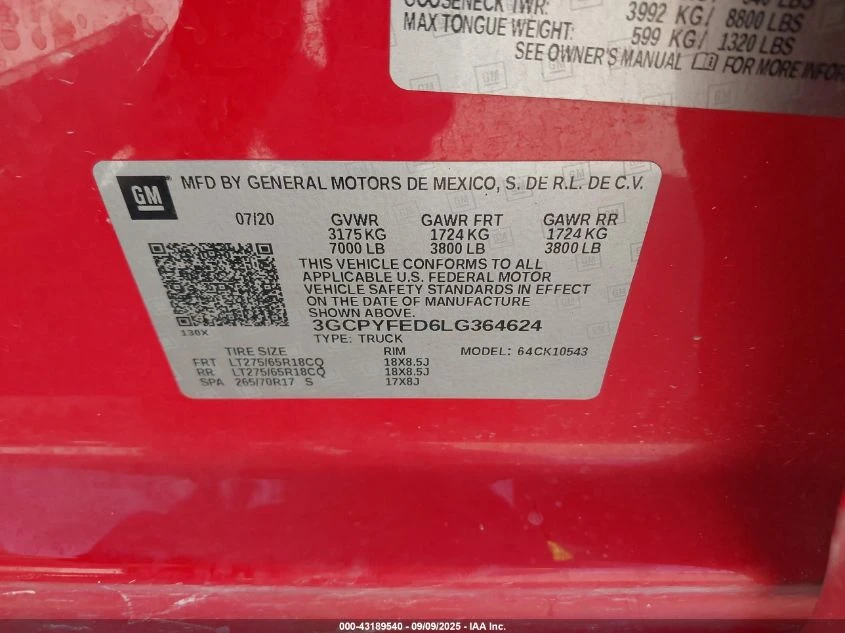 3992 KG/ 8800 LBS
MAX TONGUE WEIGHT: 599 KG/ 1320 LBS
SEE OWNER'S MANUAL FOR MORE
GM MFD BY GENERAL MOTORS DE MEXICO, S. DE R.L. DE C.V.
07/20 GVWR GAWR FRT GAWR RR
3175 KG 1724 KG 1724 KG
7000 LB 3800 LB 3800 LB
THIS VEHICLE CONFORMS TO ALL
APPLICABLE U.S. FEDERAL MOTOR
VEHICLE SAFETY STANDARDS IN EFFECT
ON THE DATE OF MANUFACTURE
SHOWN ABOVE.
130X 3GCPYFED6LG364624
TYPE: TRUCK
TIRE SIZE RIM MODEL: 64CK10543
FRT LT275/65R18CQ 18X8.5J
RR LT275/65R18CQ 18X8.5J
SPA 265/70R17 S 17X8J
000-43189540 - 09/09/2025 - IAA Inc.